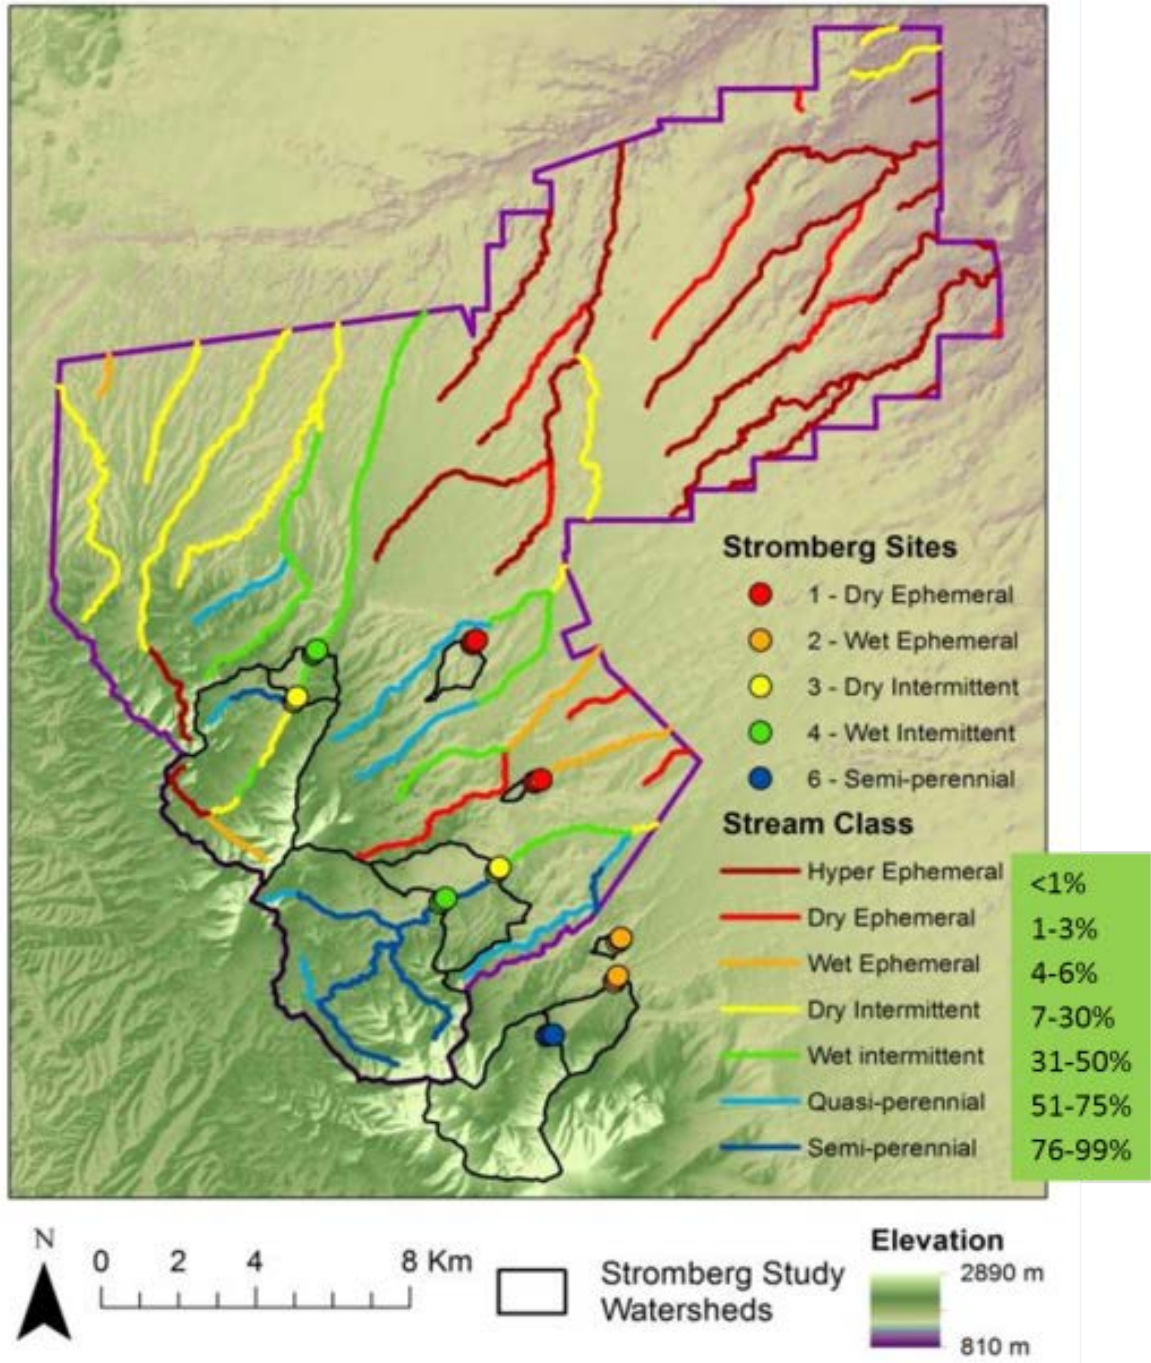 Stromberg Sites
1 - Dry Ephemeral
2 - Wet Ephemeral
3 - Dry Intermittent
4 - Wet Intemittent
6 - Semi-perennial
Stream Class
Hyper Ephemeral <1%
Dry Ephemeral 1-3%
Wet Ephemeral 4-6%
Dry Intermittent 7-30%
Wet intermittent 31-50%
Quasi-perennial 51-75%
Semi-perennial 76-99%
N
0 2 4 8 Km
Stromberg Study
Watersheds
Elevation
2890 m
810 m